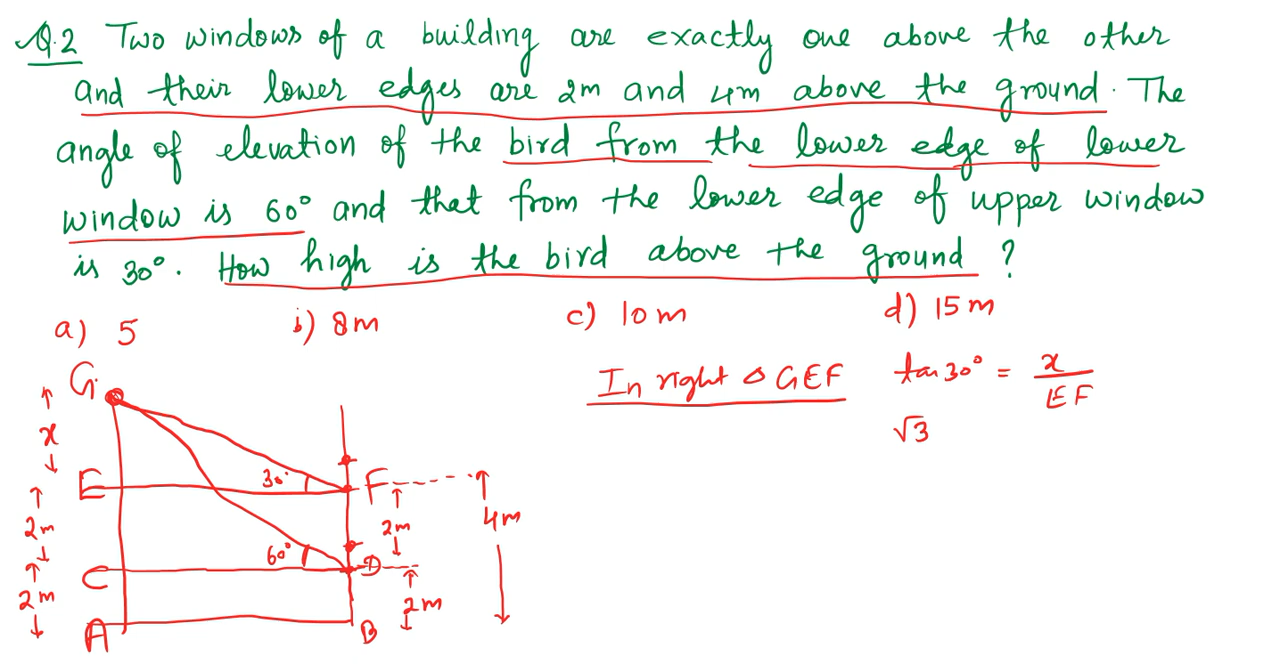 Q.2 Two windows of a building are exactly one above the other
and their lower edges are 2m and 4m above the ground. The
angle of elevation of the bird from the lower edge of lower
window is 60° and that from the lower edge of upper window
is 30°. How high is the bird above the ground ?
a) 5 b) 8m c) 10m d) 15m
In right △ GEF tan 30° = x / EF
√3
G
x
E 30° F
2m 2m 4m
60°
C D
2m 2m
A B